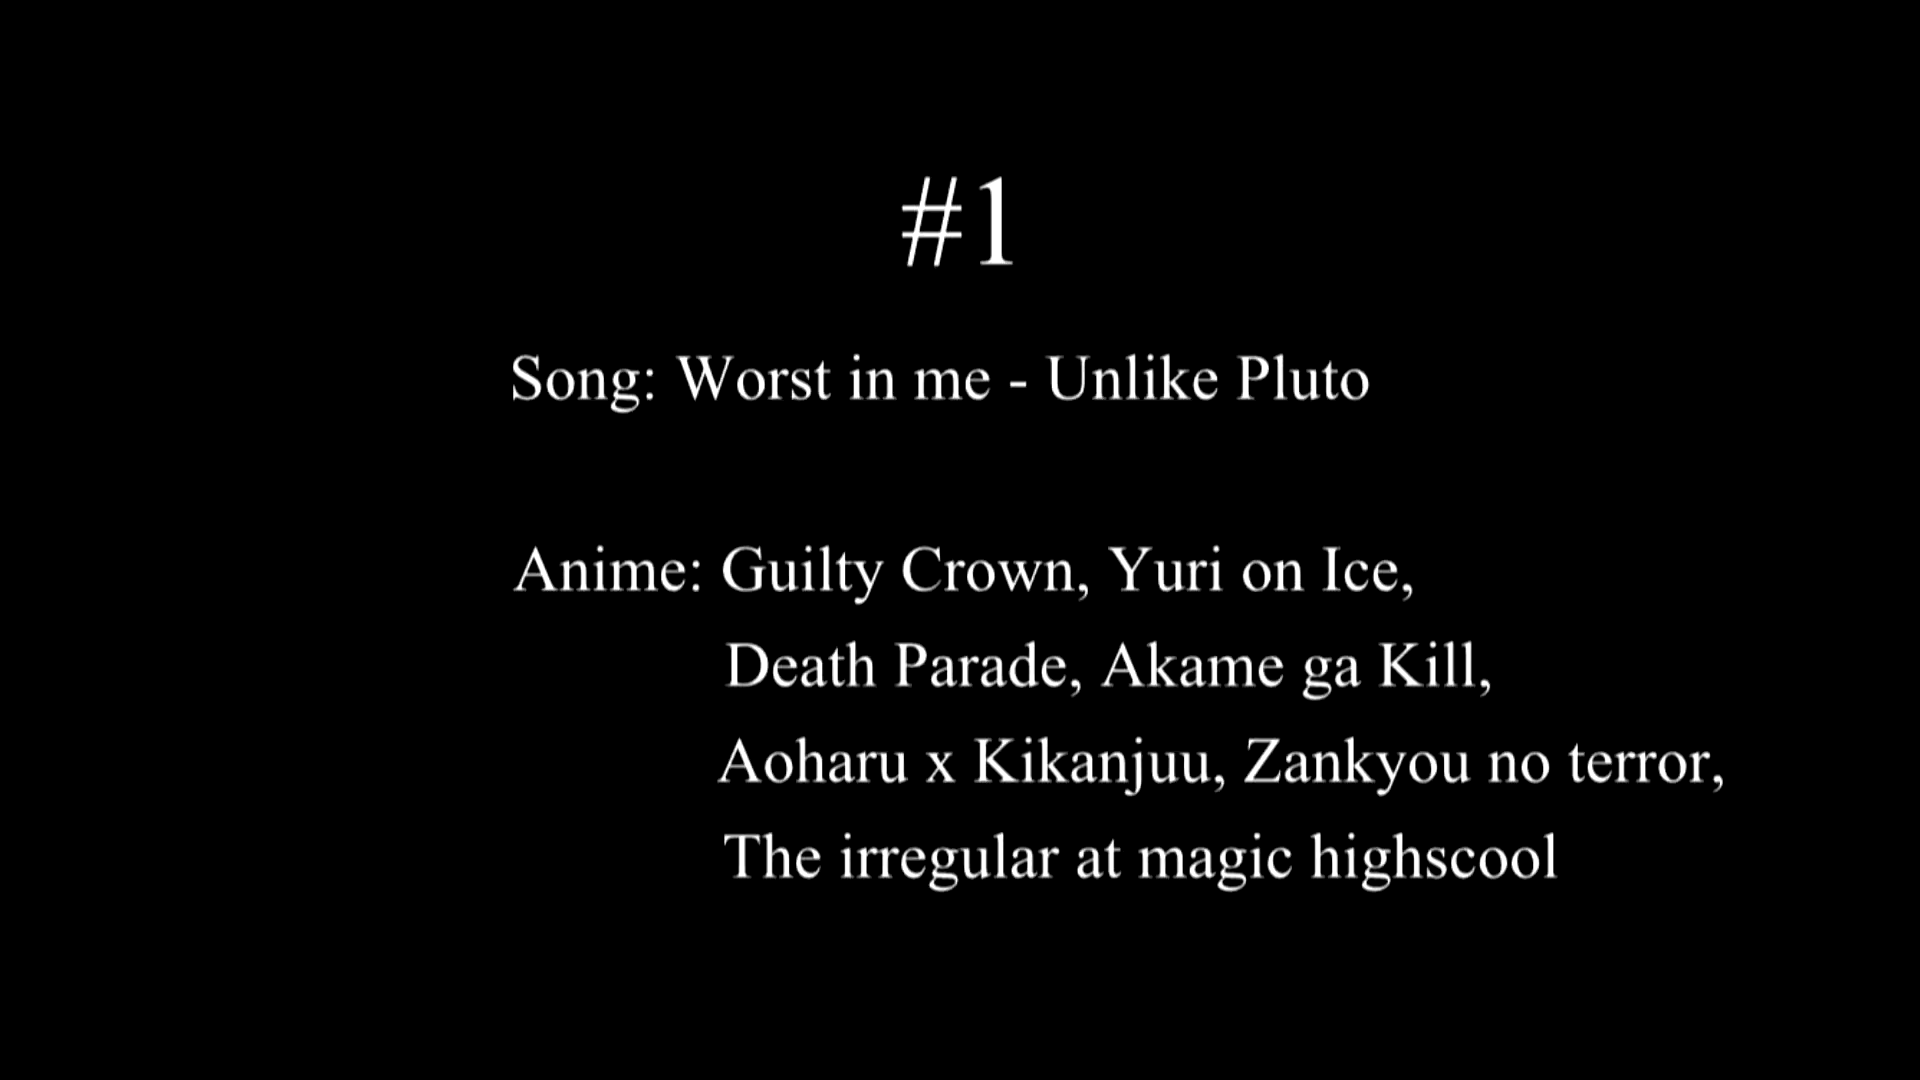 #1
Song: Worst in me - Unlike Pluto
Anime: Guilty Crown, Yuri on Ice,
Death Parade, Akame ga Kill,
Aoharu x Kikanjuu, Zankyou no terror,
The irregular at magic highscool